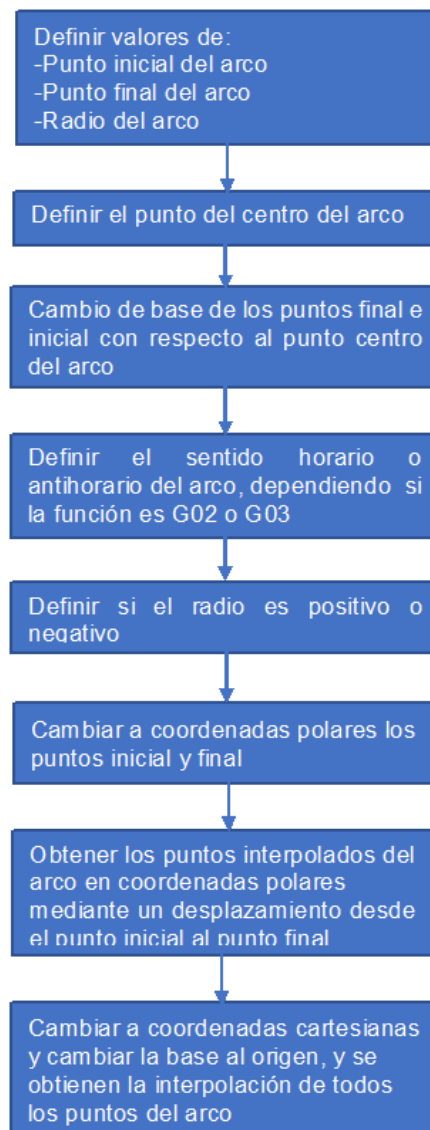 Definir valores de:
-Punto inicial del arco
-Punto final del arco
-Radio del arco
Definir el punto del centro del arco
Cambio de base de los puntos final e
inicial con respecto al punto centro
del arco
Definir el sentido horario o
antihorario del arco, dependiendo si
la función es G02 o G03
Definir si el radio es positivo o
negativo
Cambiar a coordenadas polares los
puntos inicial y final
Obtener los puntos interpolados del
arco en coordenadas polares
mediante un desplazamiento desde
el punto inicial al punto final
Cambiar a coordenadas cartesianas
y cambiar la base al origen, y se
obtienen la interpolación de todos
los puntos del arco